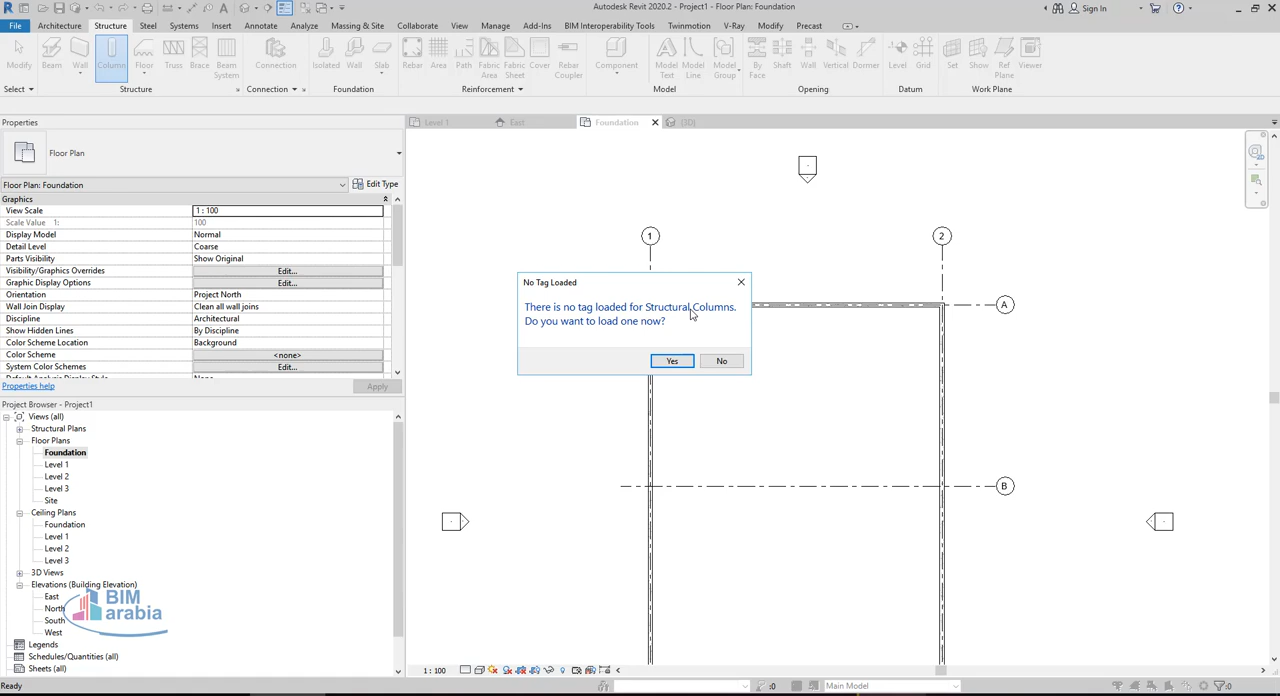 Autodesk Revit 2020.2 - Project1 - Floor Plan: Foundation
Sign In
File Architecture Structure Steel Systems Insert Annotate Analyze Massing & Site Collaborate View Manage Add-Ins BIM Interoperability Tools Twinmotion V-Ray Modify Precast
Modify Beam Wall Column Floor Truss Brace Beam System Connection Isolated Wall Slab Rebar Area Path Fabric Area Fabric Sheet Cover Rebar Coupler Component Model Text Model Line Model Group By Face Shaft Wall Vertical Dormer Level Grid Set Show Ref Plane Viewer
Select Structure Connection Foundation Reinforcement Model Opening Datum Work Plane
Properties
Level 1 East Foundation (3D)
Floor Plan
Floor Plan: Foundation Edit Type
Graphics
View Scale 1 : 100
Scale Value 1: 100
Display Model Normal
Detail Level Coarse
Parts Visibility Show Original
Visibility/Graphics Overrides Edit...
Graphic Display Options Edit...
Orientation Project North
Wall Join Display Clean all wall joins
Discipline Architectural
Show Hidden Lines By Discipline
Color Scheme Location Background
Color Scheme <none>
System Color Schemes Edit...
Default Analysis Display Style None
Properties help Apply
Project Browser - Project1
Views (all)
Structural Plans
Floor Plans
Foundation
Level 1
Level 2
Level 3
Site
Ceiling Plans
Foundation
Level 1
Level 2
Level 3
3D Views
Elevations (Building Elevation)
East
North
South
West
Legends
Schedules/Quantities (all)
Sheets (all)
BIM
arabia
1 2
A
B
No Tag Loaded
There is no tag loaded for Structural Columns.
Do you want to load one now?
Yes No
1 : 100
Ready :0 Main Model :0